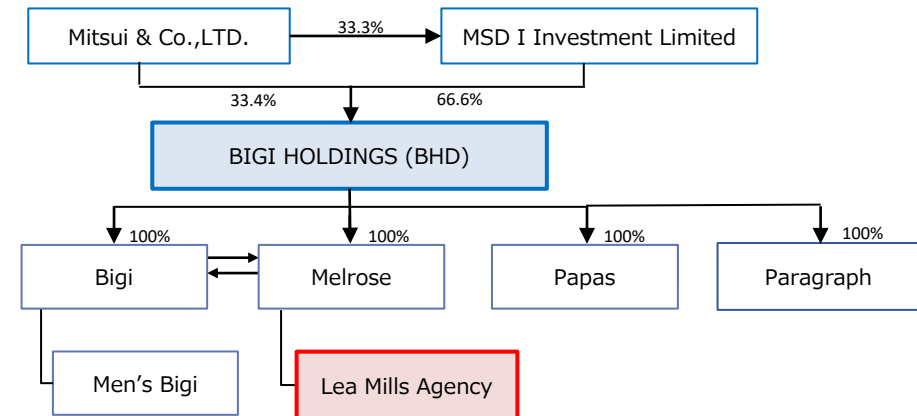 Mitsui & Co.,LTD.
33.3%
MSD I Investment Limited
33.4%
66.6%
BIGI HOLDINGS (BHD)
100%
100%
100%
100%
Bigi
Melrose
Papas
Paragraph
Men’s Bigi
Lea Mills Agency